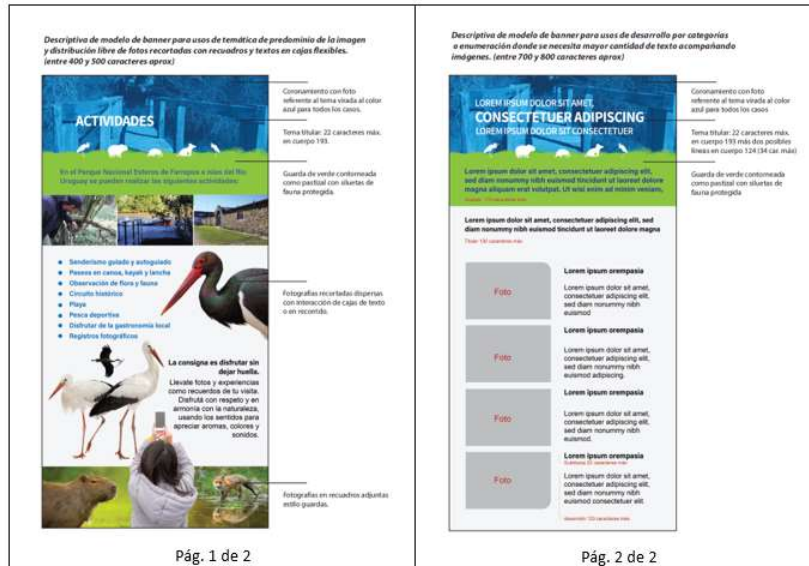 Descriptiva de modelo de banner para usos de temática de predominio de la imagen
y distribución libre de fotos recortadas con recuadros y textos en cajas flexibles.
(entre 400 y 500 caracteres aprox)
ACTIVIDADES
En el Parque Nacional Esteros de Farrapos e Islas del Río
Uruguay se pueden realizar las siguientes actividades:
Senderismo guiado y autoguiado
Paseos en canoa, kayak y lancha
Observación de flora y fauna
Circuito histórico
Playa
Pesca deportiva
Disfrutar de la gastronomía local
Registros fotográficos
La consigna es disfrutar sin
dejar huella.
Llevate fotos y experiencias
como recuerdos de tu visita.
Disfrutá con respeto y en
armonía con la naturaleza,
usando los sentidos para
apreciar aromas, colores y
sonidos.
Coronamiento con foto
referente al tema virada al color
azul para todos los casos.
Tema titular: 22 caracteres máx.
en cuerpo 193.
Guarda de verde contorneada
como pastizal con siluetas de
fauna protegida
Fotografías recortadas dispersas
con interacción de cajas de texto
o en recorrido.
Fotografías en recuadros adjuntas
estilo guardas.
Pág. 1 de 2
Descriptiva de modelo de banner para usos de desarrollo por categorías
o enumeración donde se necesita mayor cantidad de texto acompañando
imágenes. (entre 700 y 800 caracteres aprox)
LOREM IPSUM DOLOR SIT AMET,
CONSECTETUER ADIPISCING
LOREM IPSUM DOLOR SIT CONSECTETUER
Lorem ipsum dolor sit amet, consectetuer adipiscing elit,
sed diam nonummy nibh euismod tincidunt ut laoreet dolore
magna aliquam erat volutpat. Ut wisi enim ad minim veniam,
Lorem ipsum dolor sit amet, consectetuer adipiscing elit, sed
diam nonummy nibh euismod tincidunt ut laoreet dolore magna
Foto
Lorem ipsum orempasia
Lorem ipsum dolor sit amet,
consectetuer adipiscing elit,
sed diam nonummy nibh
euismod
Foto
Lorem ipsum orempasia
Lorem ipsum dolor sit amet,
consectetuer adipiscing elit,
sed diam nonummy nibh
euismod adipiscing.
Foto
Lorem ipsum orempasia
Lorem ipsum dolor sit amet,
consectetuer adipiscing elit,
sed diam nonummy nibh
euismod.
Foto
Lorem ipsum orempasia
Lorem ipsum dolor sit amet,
consectetuer adipiscing elit,
sed diam nonummy nibh
euismod consectetuer elit.
Coronamiento con foto
referente al tema virada al color
azul para todos los casos
Tema titular: 22 caracteres máx.
en cuerpo 193 más dos posibles
líneas en cuerpo 124 (34 car. máx)
Guarda de verde contorneada
como pastizal con siluetas de
fauna protegida
Pág. 2 de 2